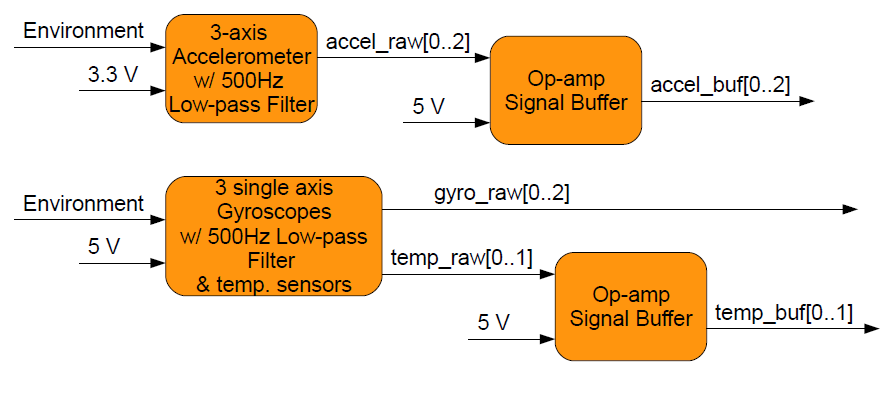 Environment
3.3 V
3-axis
Accelerometer
w/ 500Hz
Low-pass Filter
accel_raw[0..2]
5 V
Op-amp
Signal Buffer
accel_buf[0..2]
Environment
5 V
3 single axis
Gyroscopes
w/ 500Hz Low-pass
Filter
& temp. sensors
gyro_raw[0..2]
temp_raw[0..1]
5 V
Op-amp
Signal Buffer
temp_buf[0..1]